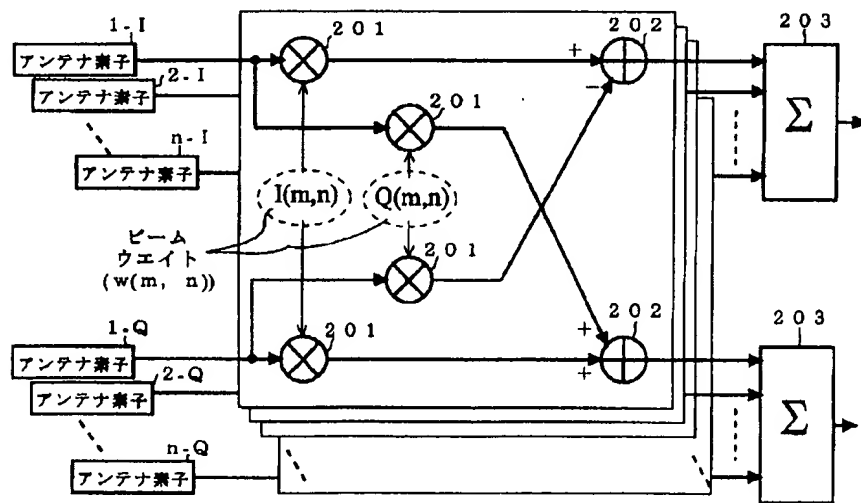 1-I
アンテナ素子
2-I
アンテナ素子
n-I
アンテナ素子
201
202
203
+
−
201
Σ
I(m,n)
Q(m,n)
ビーム
ウエイト
(w(m, n))
201
1-Q
アンテナ素子
2-Q
アンテナ素子
n-Q
アンテナ素子
201
202
203
+
+
Σ